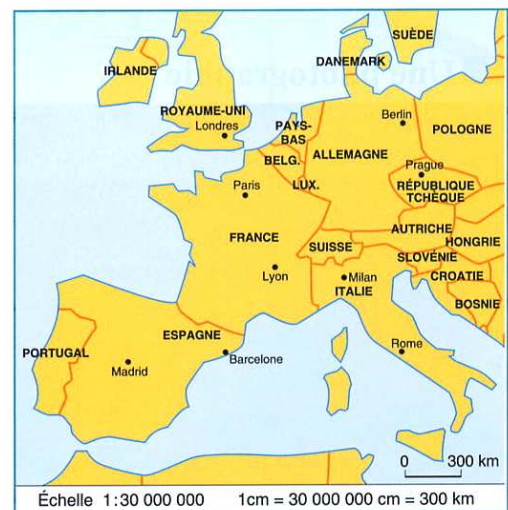 SUÈDE
DANEMARK
IRLANDE
ROYAUME-UNI
Londres
PAYS-
BAS
Berlin
POLOGNE
BELG.
ALLEMAGNE
Prague
Paris
LUX.
RÉPUBLIQUE
TCHÈQUE
AUTRICHE
FRANCE
SUISSE
HONGRIE
SLOVÉNIE
Lyon
Milan
CROATIE
ITALIE
BOSNIE
ESPAGNE
Rome
PORTUGAL
Barcelone
Madrid
0 300 km
Échelle 1:30 000 000 1cm = 30 000 000 cm = 300 km